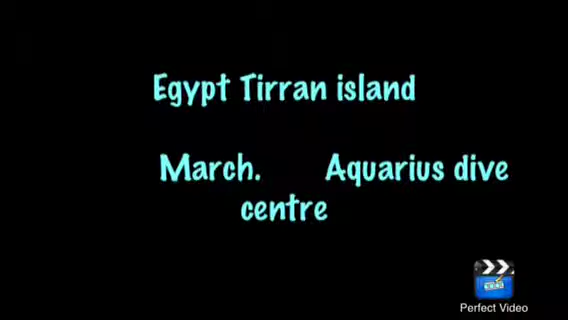 Egypt Tirran island
March. Aquarius dive
centre
Perfect Video